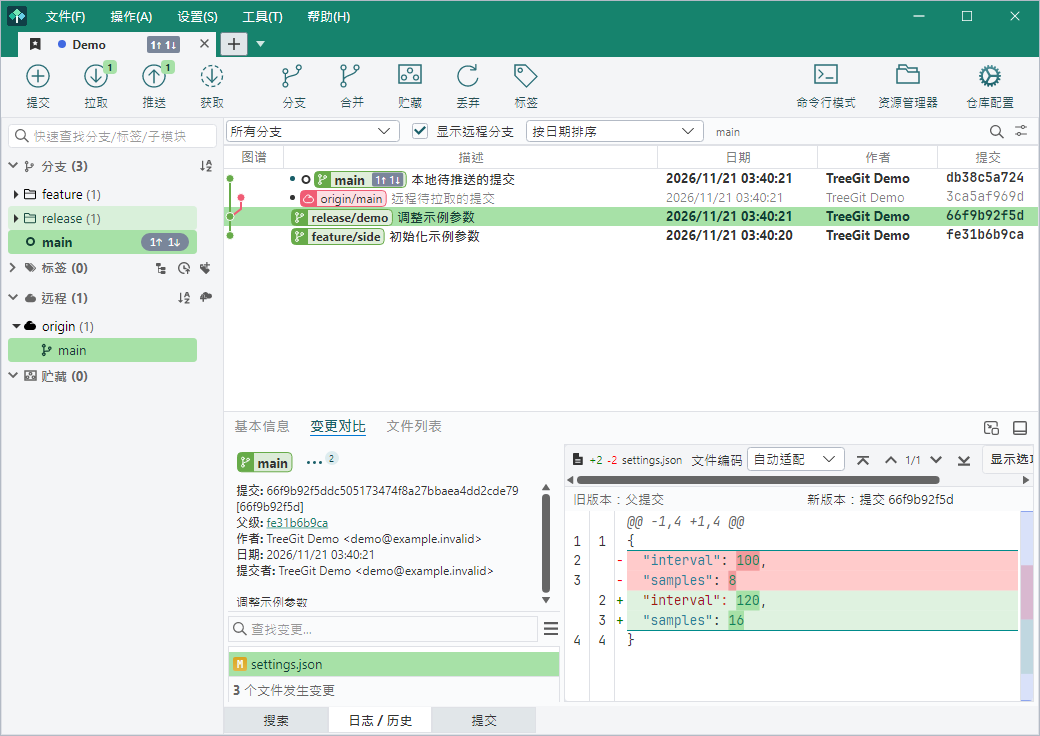 文件(F) 操作(A) 设置(S) 工具(T) 帮助(H)
Demo 1↑ 1↓
提交 拉取 1 推送 1 获取 分支 合并 贮藏 丢弃 标签 命令行模式 资源管理器 仓库配置
快速查找分支/标签/子模块
分支 (3)
feature (1)
release (1)
main 1↑ 1↓
标签 (0)
远程 (1)
origin (1)
main
贮藏 (0)
所有分支 显示远程分支 按日期排序 main
图谱 描述 日期 作者 提交
main 1↑ 1↓ 本地待推送的提交 2026/11/21 03:40:21 TreeGit Demo db38c5a724
origin/main 远程待拉取的提交 2026/11/21 03:40:21 TreeGit Demo 3ca5af969d
release/demo 调整示例参数 2026/11/21 03:40:21 TreeGit Demo 66f9b92f5d
feature/side 初始化示例参数 2026/11/21 03:40:20 TreeGit Demo fe31b6b9ca
基本信息 变更对比 文件列表
main ... 2
提交: 66f9b92f5ddc505173474f8a27bbaea4dd2cde79
[66f9b92f5d]
父级: fe31b6b9ca
作者: TreeGit Demo <demo@example.invalid>
日期: 2026/11/21 03:40:21
提交者: TreeGit Demo <demo@example.invalid>
调整示例参数
查找变更...
M settings.json
3 个文件发生变更
+2 -2 settings.json 文件编码 自动适配 1/1 显示选项
旧版本：父提交 新版本：提交 66f9b92f5d
@@ -1,4 +1,4 @@
1 1 {
2 - "interval": 100,
3 - "samples": 8
2 + "interval": 120,
3 + "samples": 16
4 4 }
搜索 日志 / 历史 提交